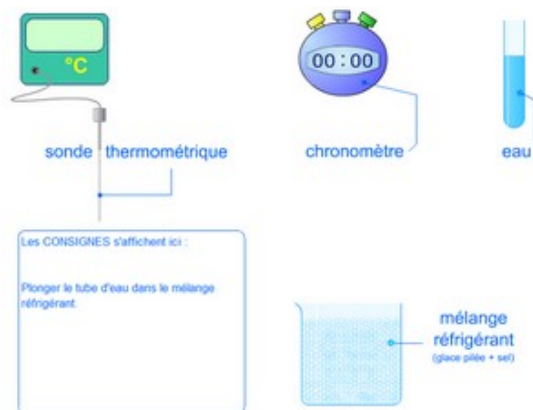 °C
00 : 00
sonde thermométrique
chronomètre
eau
Les CONSIGNES s'affichent ici :
Plonger le tube d'eau dans le mélange
réfrigérant.
mélange
réfrigérant
(glace pilée + sel)